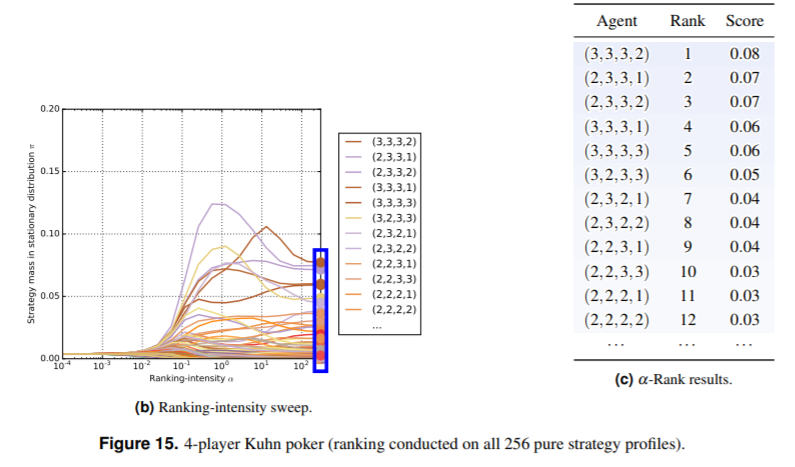 Agent Rank Score
(3,3,3,2) 1 0.08
(2,3,3,1) 2 0.07
(2,3,3,2) 3 0.07
(3,3,3,1) 4 0.06
(3,3,3,3) 5 0.06
(3,2,3,3) 6 0.05
(2,3,2,1) 7 0.04
(2,3,2,2) 8 0.04
(2,2,3,1) 9 0.04
(2,2,3,3) 10 0.03
(2,2,2,1) 11 0.03
(2,2,2,2) 12 0.03
... ... ...
(c) α-Rank results.
Strategy mass in stationary distribution π
0.20
0.15
0.10
0.05
0.00
10⁻⁴ 10⁻³ 10⁻² 10⁻¹ 10⁰ 10¹ 10²
Ranking-intensity α
(3,3,3,2)
(2,3,3,1)
(2,3,3,2)
(3,3,3,1)
(3,3,3,3)
(3,2,3,3)
(2,3,2,1)
(2,3,2,2)
(2,2,3,1)
(2,2,3,3)
(2,2,2,1)
(2,2,2,2)
...
(b) Ranking-intensity sweep.
Figure 15. 4-player Kuhn poker (ranking conducted on all 256 pure strategy profiles).